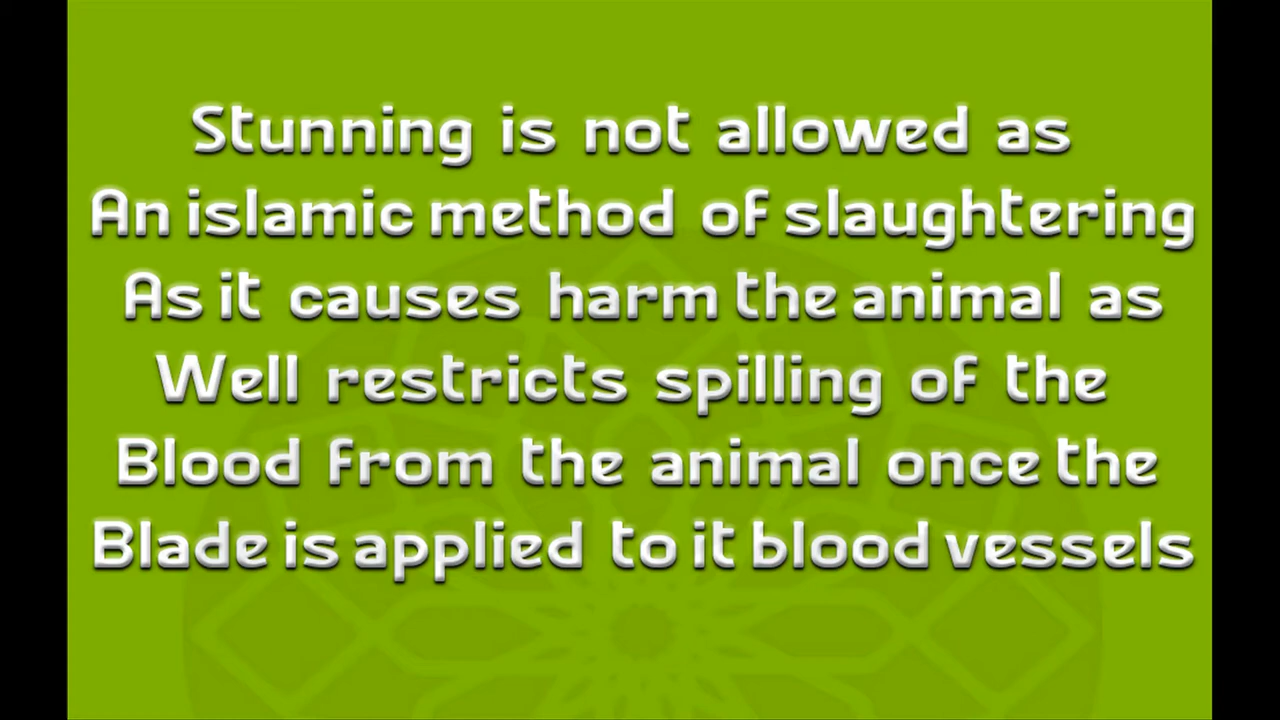 Stunning is not allowed as
An islamic method of slaughtering
As it causes harm the animal as
Well restricts spilling of the
Blood from the animal once the
Blade is applied to it blood vessels